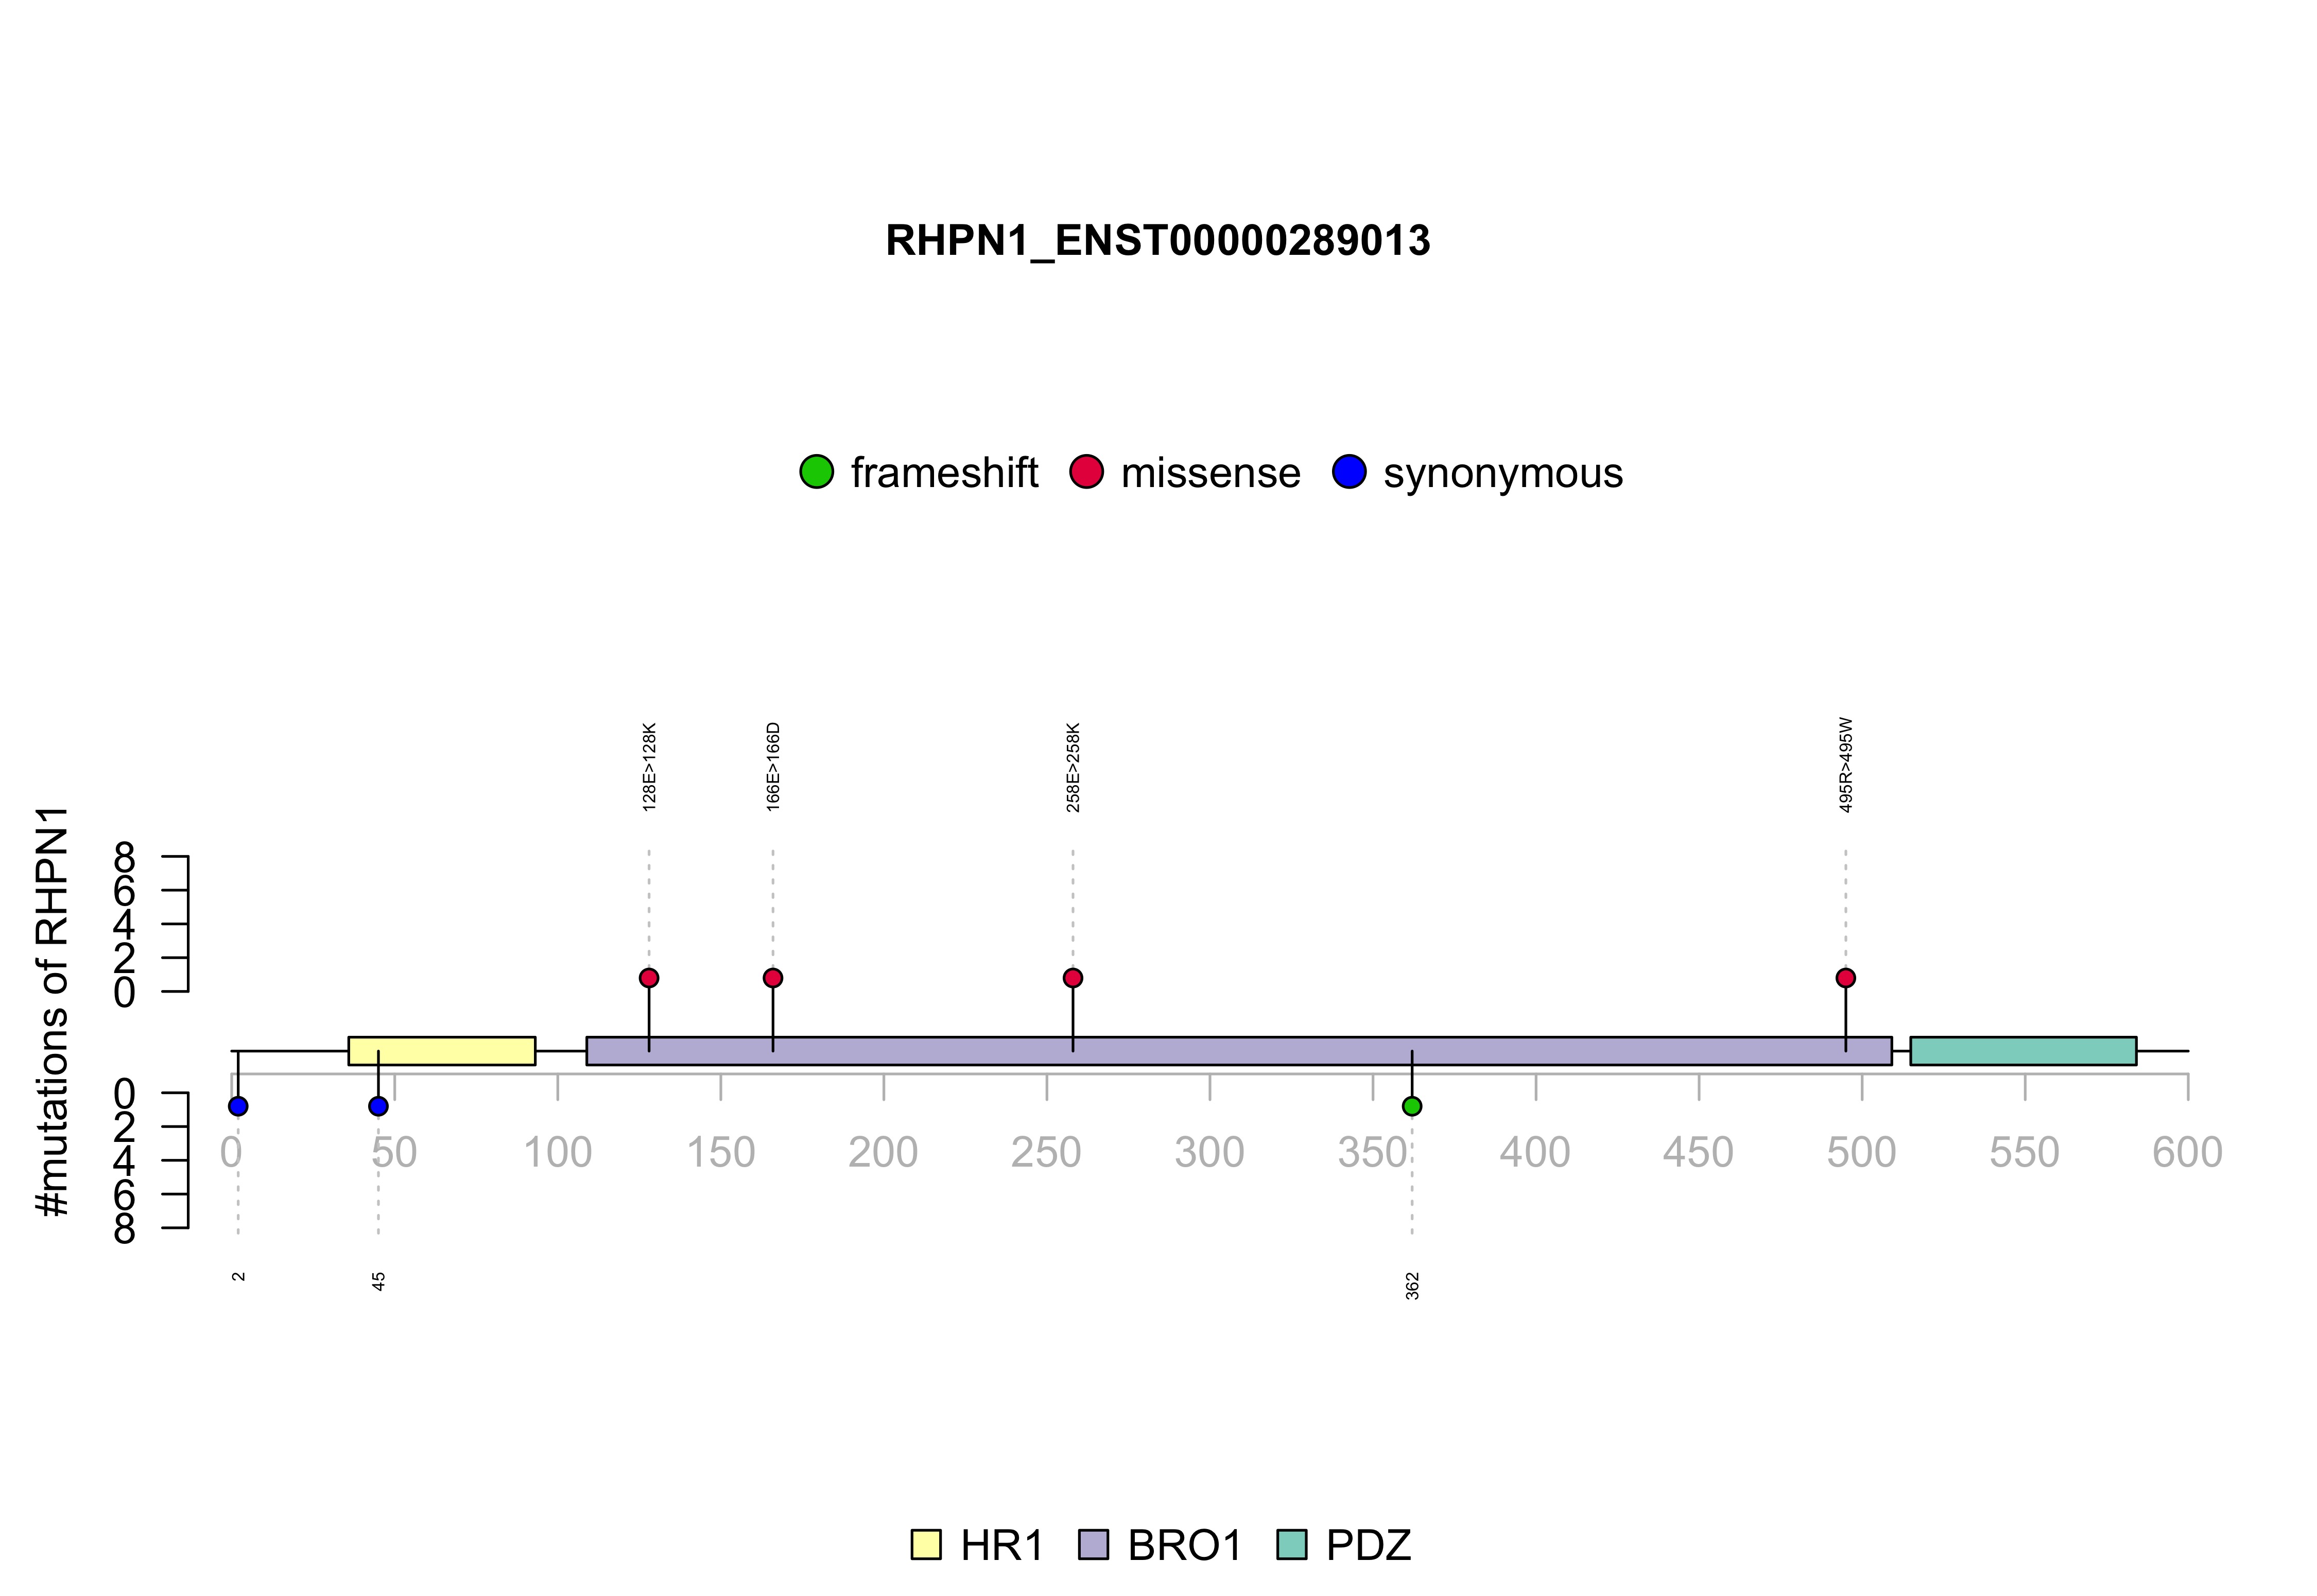 RHPN1_ENST00000289013
frameshift missense synonymous
128E>128K 166E>166D 258E>258K 495R>495W
#mutations of RHPN1
8
6
4
2
0
0
2
4
6
8
0 50 100 150 200 250 300 350 400 450 500 550 600
2 45 362
HR1 BRO1 PDZ